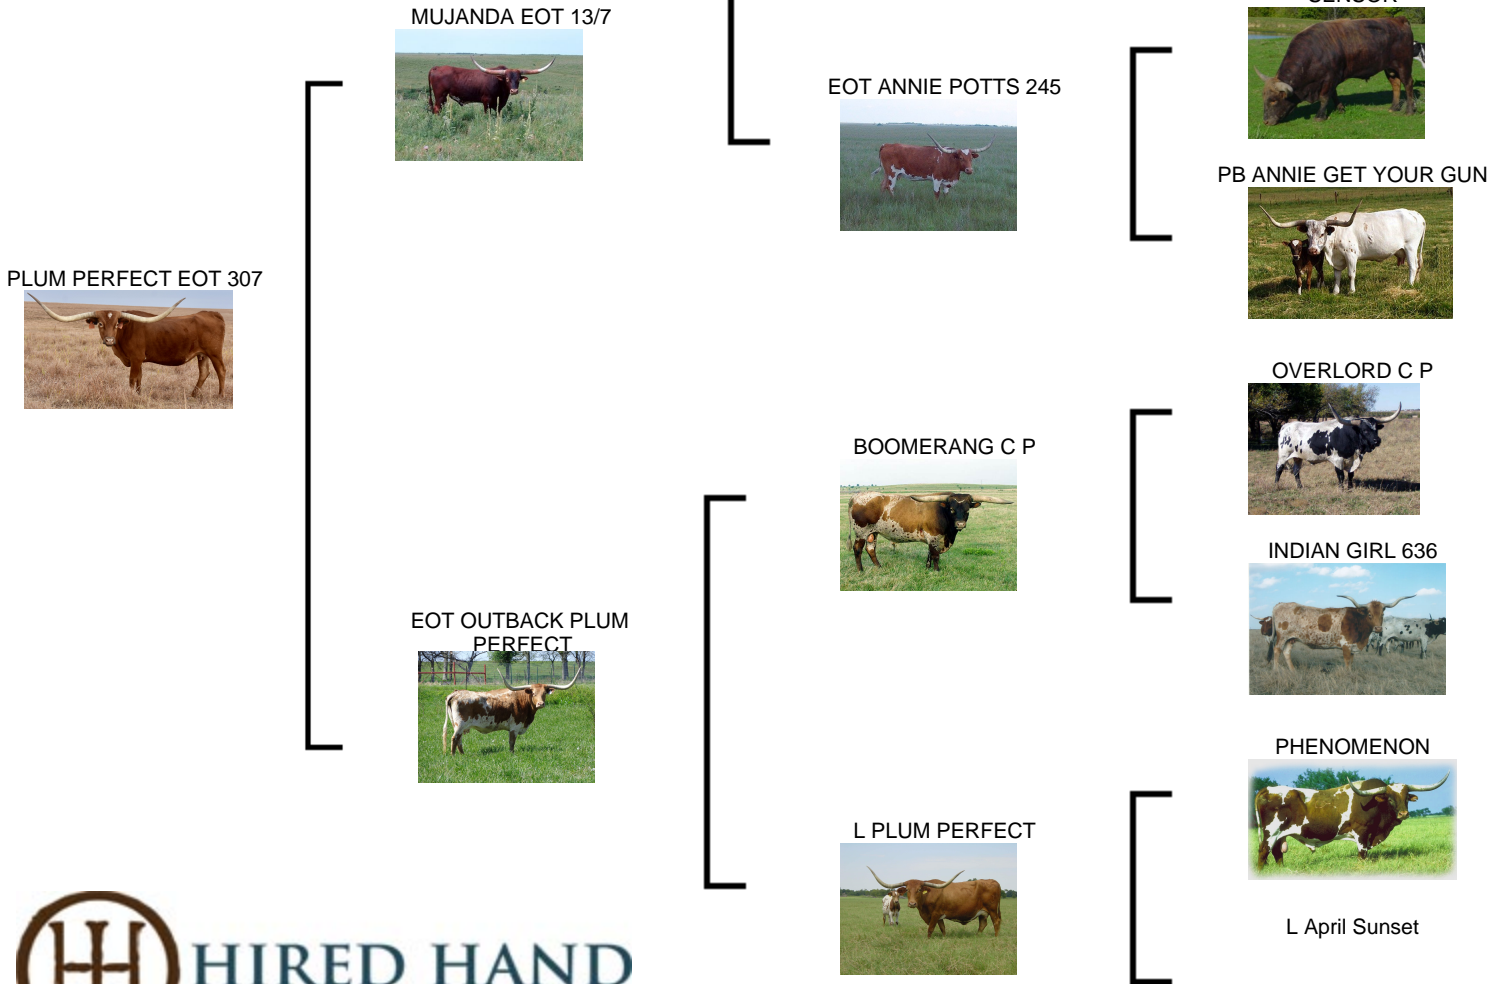 MUJANDA EOT 13/7
EOT ANNIE POTTS 245
PB ANNIE GET YOUR GUN
PLUM PERFECT EOT 307
OVERLORD C P
BOOMERANG C P
INDIAN GIRL 636
EOT OUTBACK PLUM
PERFECT
PHENOMENON
L PLUM PERFECT
L April Sunset
HIRED HAND